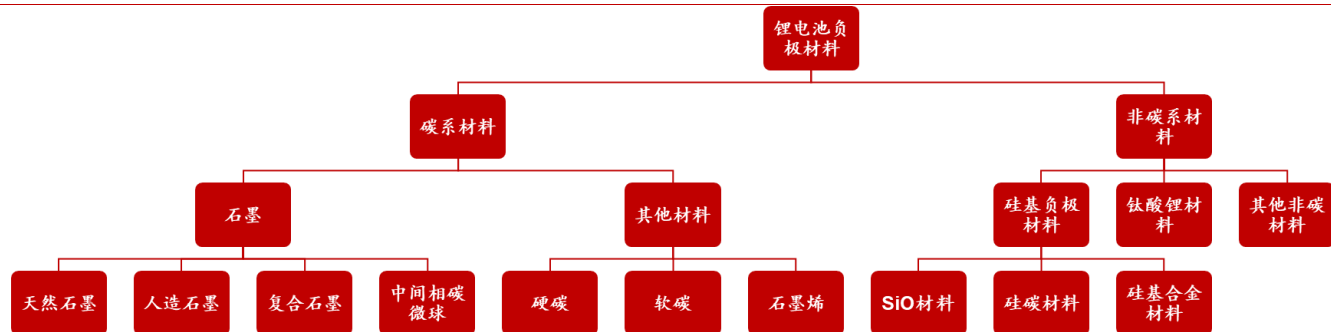 锂电池负
极材料
碳系材料
非碳系材
料
石墨
其他材料
硅基负极
材料
钛酸锂材
料
其他非碳
材料
天然石墨
人造石墨
复合石墨
中间相碳
微球
硬碳
软碳
石墨烯
SiO材料
硅碳材料
硅基合金
材料